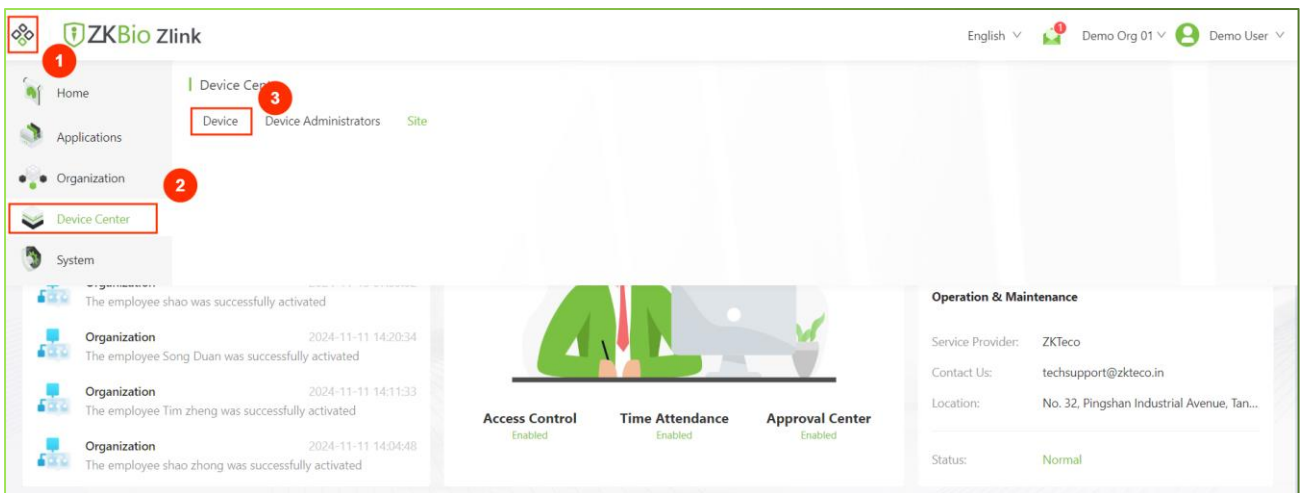 ZKBio Zlink
English
1
Demo Org 01
Demo User
1
Home
Applications
Organization
2
Device Center
System
3
Device Administrators
Device
Site
The employee shao was successfully activated
Organization 2024-11-11 14:20:34
The employee Song Duan was successfully activated
Organization 2024-11-11 14:11:33
The employee Tim zheng was successfully activated
Organization 2024-11-11 14:04:48
The employee shao zhong was successfully activated
Access Control Time Attendance Approval Center
Enabled Enabled Enabled
Operation & Maintenance
Service Provider: ZKTeco
Contact Us: techsupport@zkteco.in
Location: No. 32, Pingshan Industrial Avenue, Tan...
Status: Normal